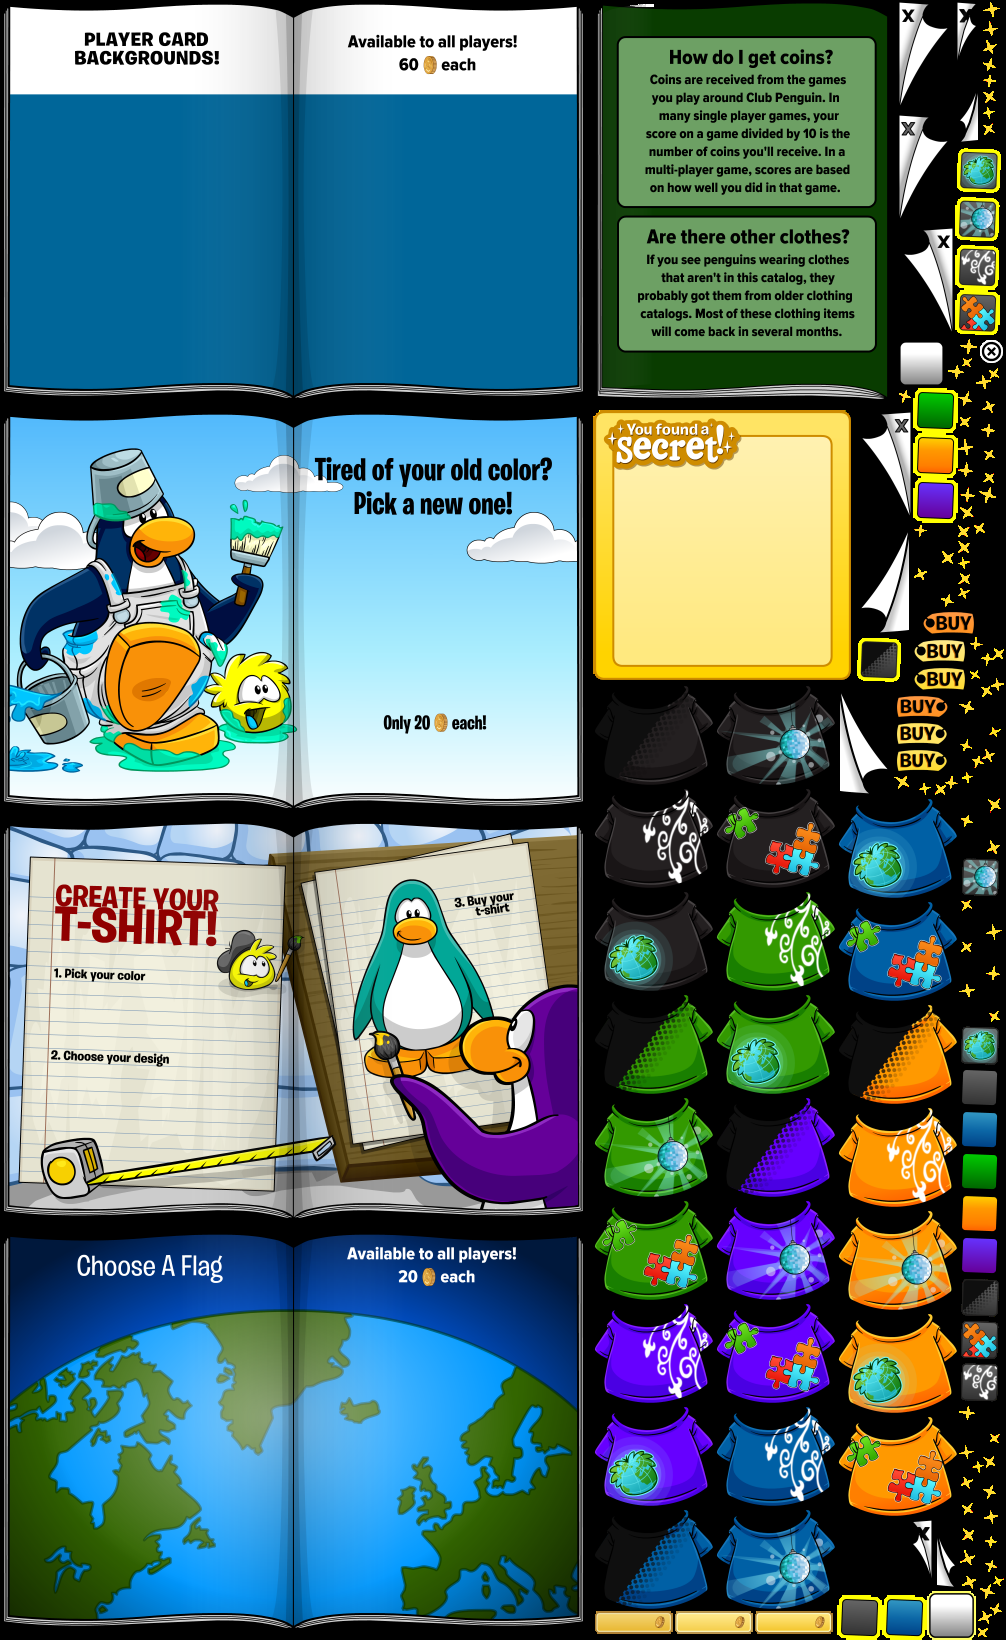 PLAYER CARD
BACKGROUNDS!
Available to all players!
60 each
How do I get coins?
Coins are received from the games
you play around Club Penguin. In
many single player games, your
score on a game divided by 10 is the
number of coins you'll receive. In a
multi-player game, scores are based
on how well you did in that game.
Are there other clothes?
If you see penguins wearing clothes
that aren't in this catalog, they
probably got them from older clothing
catalogs. Most of these clothing items
will come back in several months.
X
X
X
X
Tired of your old color?
Pick a new one!
Only 20 each!
You found a
secret!
X
BUY
BUY
BUY
BUY
BUY
BUY
CREATE YOUR
T-SHIRT!
1. Pick your color
2. Choose your design
3. Buy your
t-shirt
Choose A Flag
Available to all players!
20 each
X